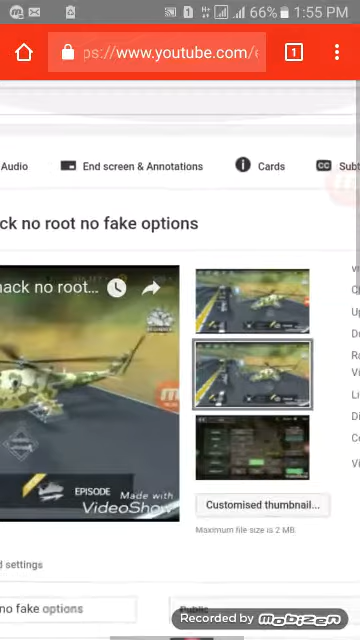 66% 1:55 PM
ps://www.youtube.com/e
1
Audio
End screen & Annotations
Cards
CC
Subt
ack no root no fake options
hack no root...
EPISODE
Made with
VideoShow
Customised thumbnail...
Maximum file size is 2 MB.
d settings
no fake options
Public
Recorded by
MOBIZEN